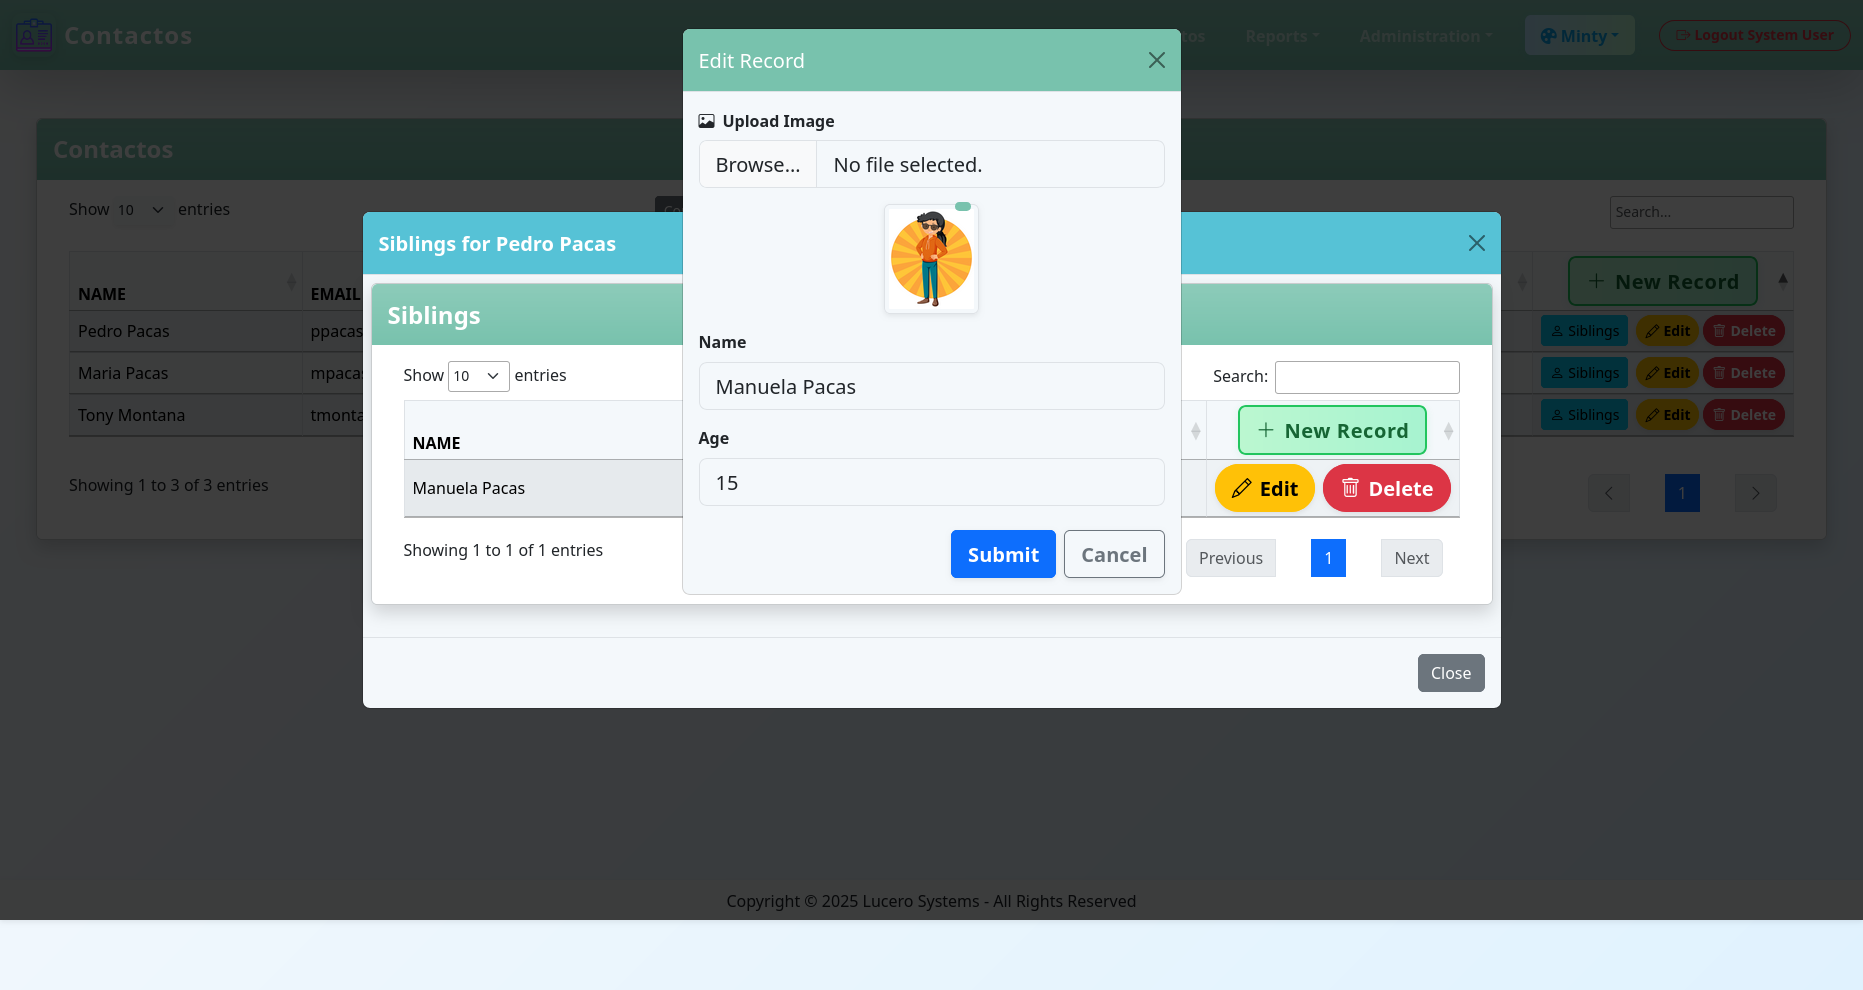 Contactos
tos
Reports
Administration
Minty
Logout System User
Edit Record
Upload Image
Browse...
No file selected.
Name
Manuela Pacas
Age
15
Submit
Cancel
Contactos
Show 10 entries
Search...
NAME
EMAIL
New Record
Pedro Pacas
ppacas
Siblings
Edit
Delete
Maria Pacas
mpacas
Siblings
Edit
Delete
Tony Montana
tmonta
Siblings
Edit
Delete
Showing 1 to 3 of 3 entries
1
Siblings for Pedro Pacas
Siblings
Show 10 entries
Search:
NAME
New Record
Manuela Pacas
Edit
Delete
Showing 1 to 1 of 1 entries
Previous
1
Next
Close
Copyright © 2025 Lucero Systems - All Rights Reserved